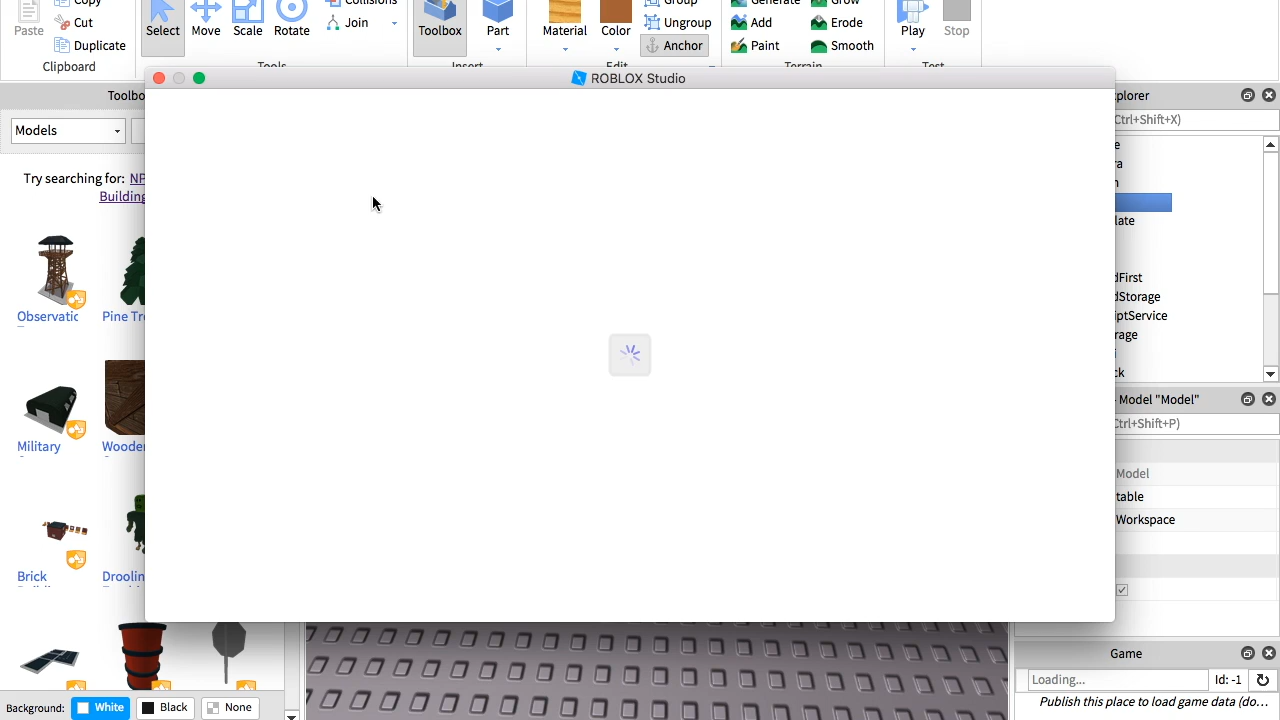 Copy
Collisions
Group
Generate
Grow
Paste
Cut
Duplicate
Select
Move
Scale
Rotate
Join
Toolbox
Part
Material
Color
Ungroup
Anchor
Add
Paint
Erode
Smooth
Play
Stop
Clipboard
Tools
Insert
Edit
Terrain
Test
ROBLOX Studio
Toolbo
plorer
Models
Ctrl+Shift+X)
Try searching for: NP
Building
e
ra
n
late
dFirst
dStorage
iptService
rage
i
ck
Observatic
Pine Tr
Military
Wooder
Brick
Droolin
- Model "Model"
Ctrl+Shift+P)
Model
table
Workspace
Game
Loading...
Id: -1
Publish this place to load game data (do...
Background:
White
Black
None